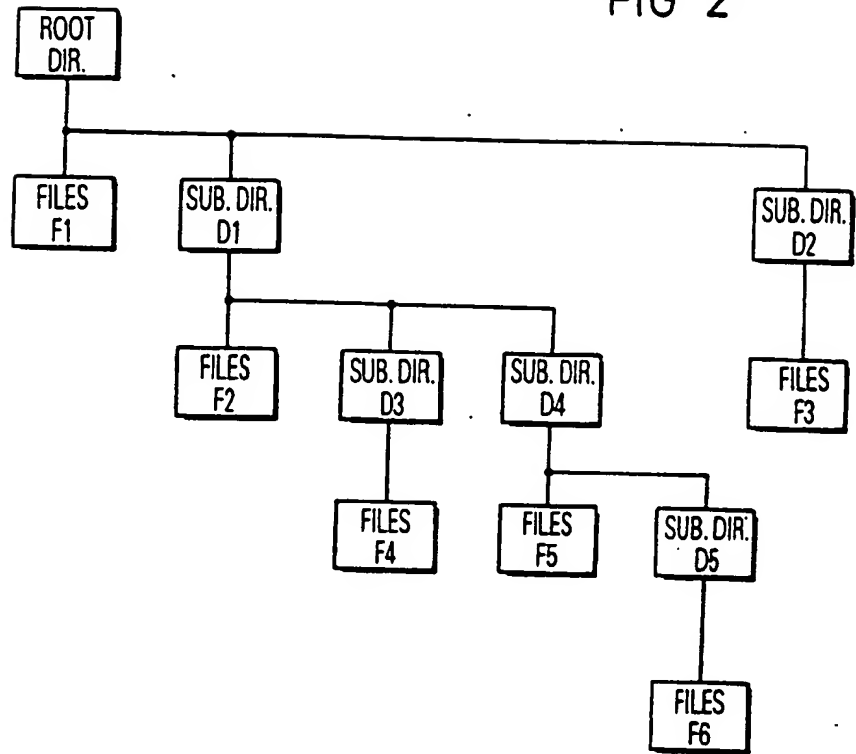 FIG 2
ROOT
DIR.
FILES
F1
SUB. DIR.
D1
SUB. DIR.
D2
FILES
F2
SUB. DIR.
D3
SUB. DIR.
D4
FILES
F3
FILES
F4
FILES
F5
SUB. DIR.
D5
FILES
F6